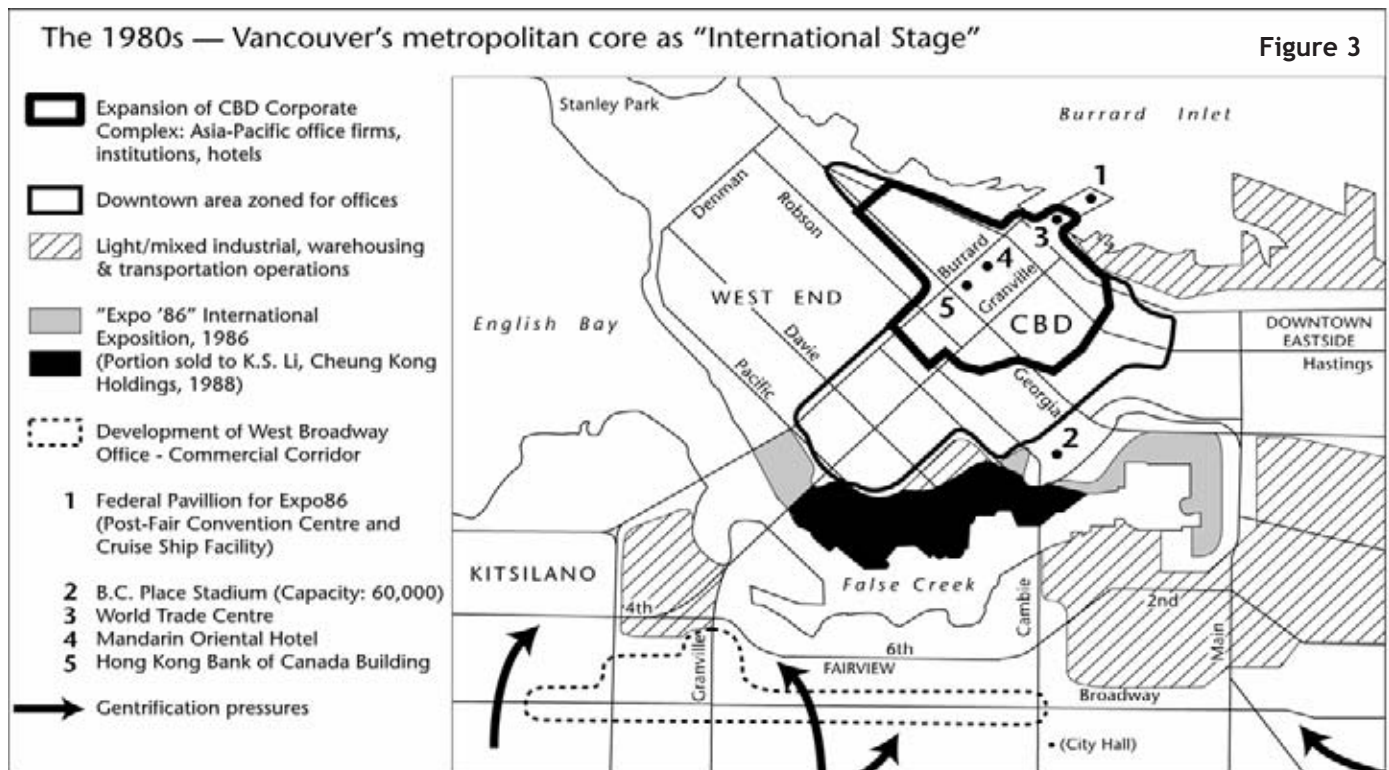 The 1980s — Vancouver's metropolitan core as "International Stage"
Figure 3
Expansion of CBD Corporate
Complex: Asia-Pacific office firms,
institutions, hotels
Downtown area zoned for offices
Light/mixed industrial, warehousing
& transportation operations
"Expo '86" International
Exposition, 1986
(Portion sold to K.S. Li, Cheung Kong
Holdings, 1988)
Development of West Broadway
Office - Commercial Corridor
1 Federal Pavillion for Expo86
(Post-Fair Convention Centre and
Cruise Ship Facility)
2 B.C. Place Stadium (Capacity: 60,000)
3 World Trade Centre
4 Mandarin Oriental Hotel
5 Hong Kong Bank of Canada Building
Gentrification pressures
Stanley Park
Burrard Inlet
1
Denman
Robson
3
Burrard
4
WEST END
Granville
5
CBD
English Bay
DOWNTOWN
EASTSIDE
Hastings
Davie
Pacific
Georgia
2
KITSILANO
False Creek
4th
Cambie
2nd
Main
6th
FAIRVIEW
Granville
Broadway
(City Hall)